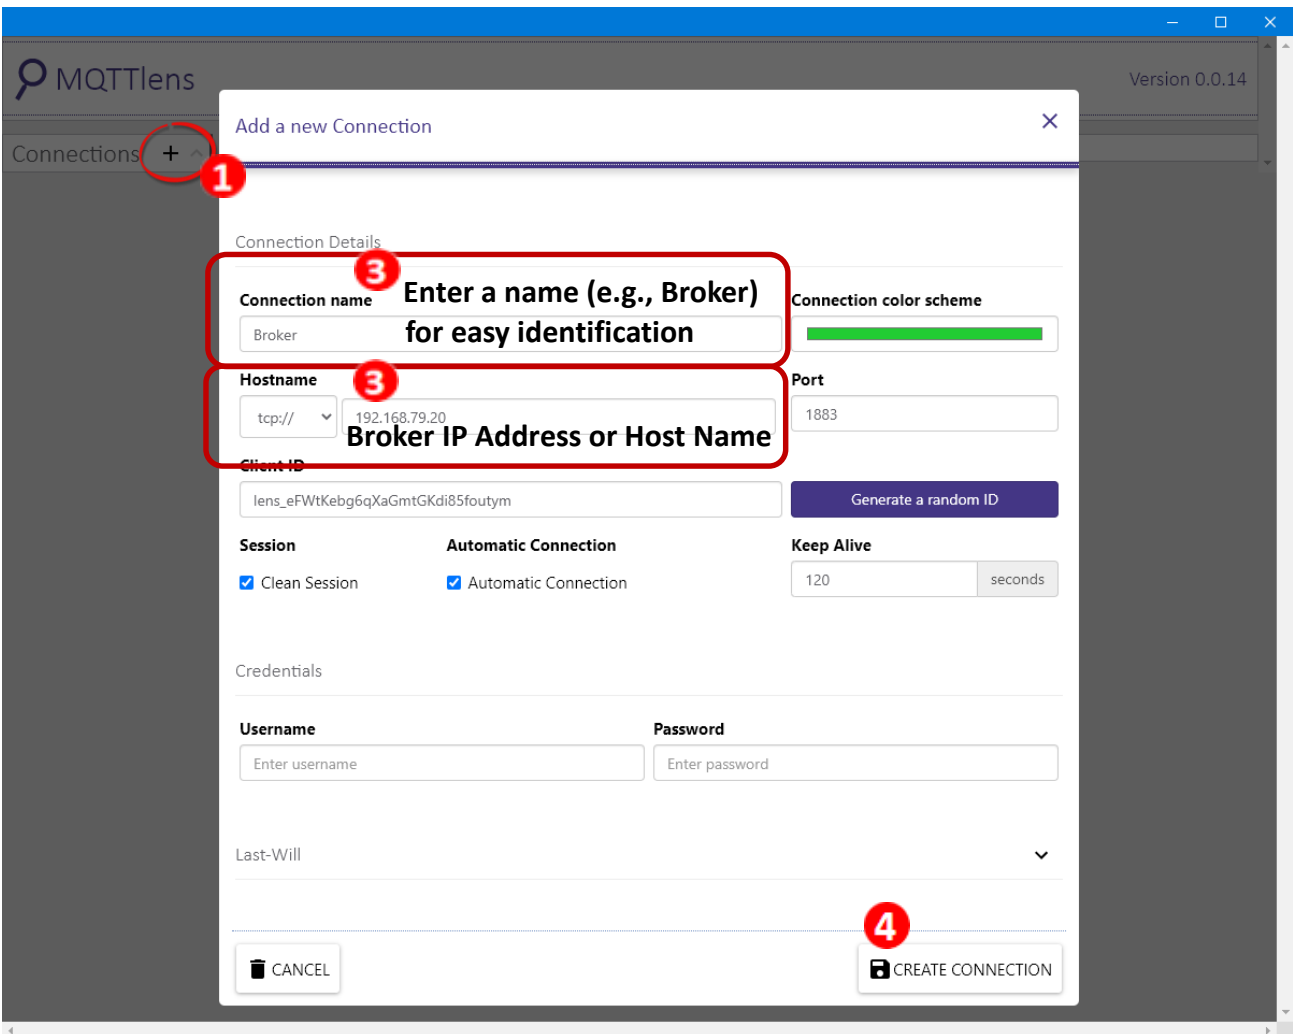 MQTTlens
Version 0.0.14
Connections +
1
Add a new Connection
Connection Details
3
Connection name
Enter a name (e.g., Broker)
for easy identification
Broker
Connection color scheme
Hostname
3
Port
tcp://
192.168.79.20
1883
Broker IP Address or Host Name
Client ID
lens_eFWtKebg6qXaGmtGKdi85foutym
Generate a random ID
Session
Automatic Connection
Keep Alive
Clean Session
Automatic Connection
120
seconds
Credentials
Username
Password
Enter username
Enter password
Last-Will
4
CANCEL
CREATE CONNECTION